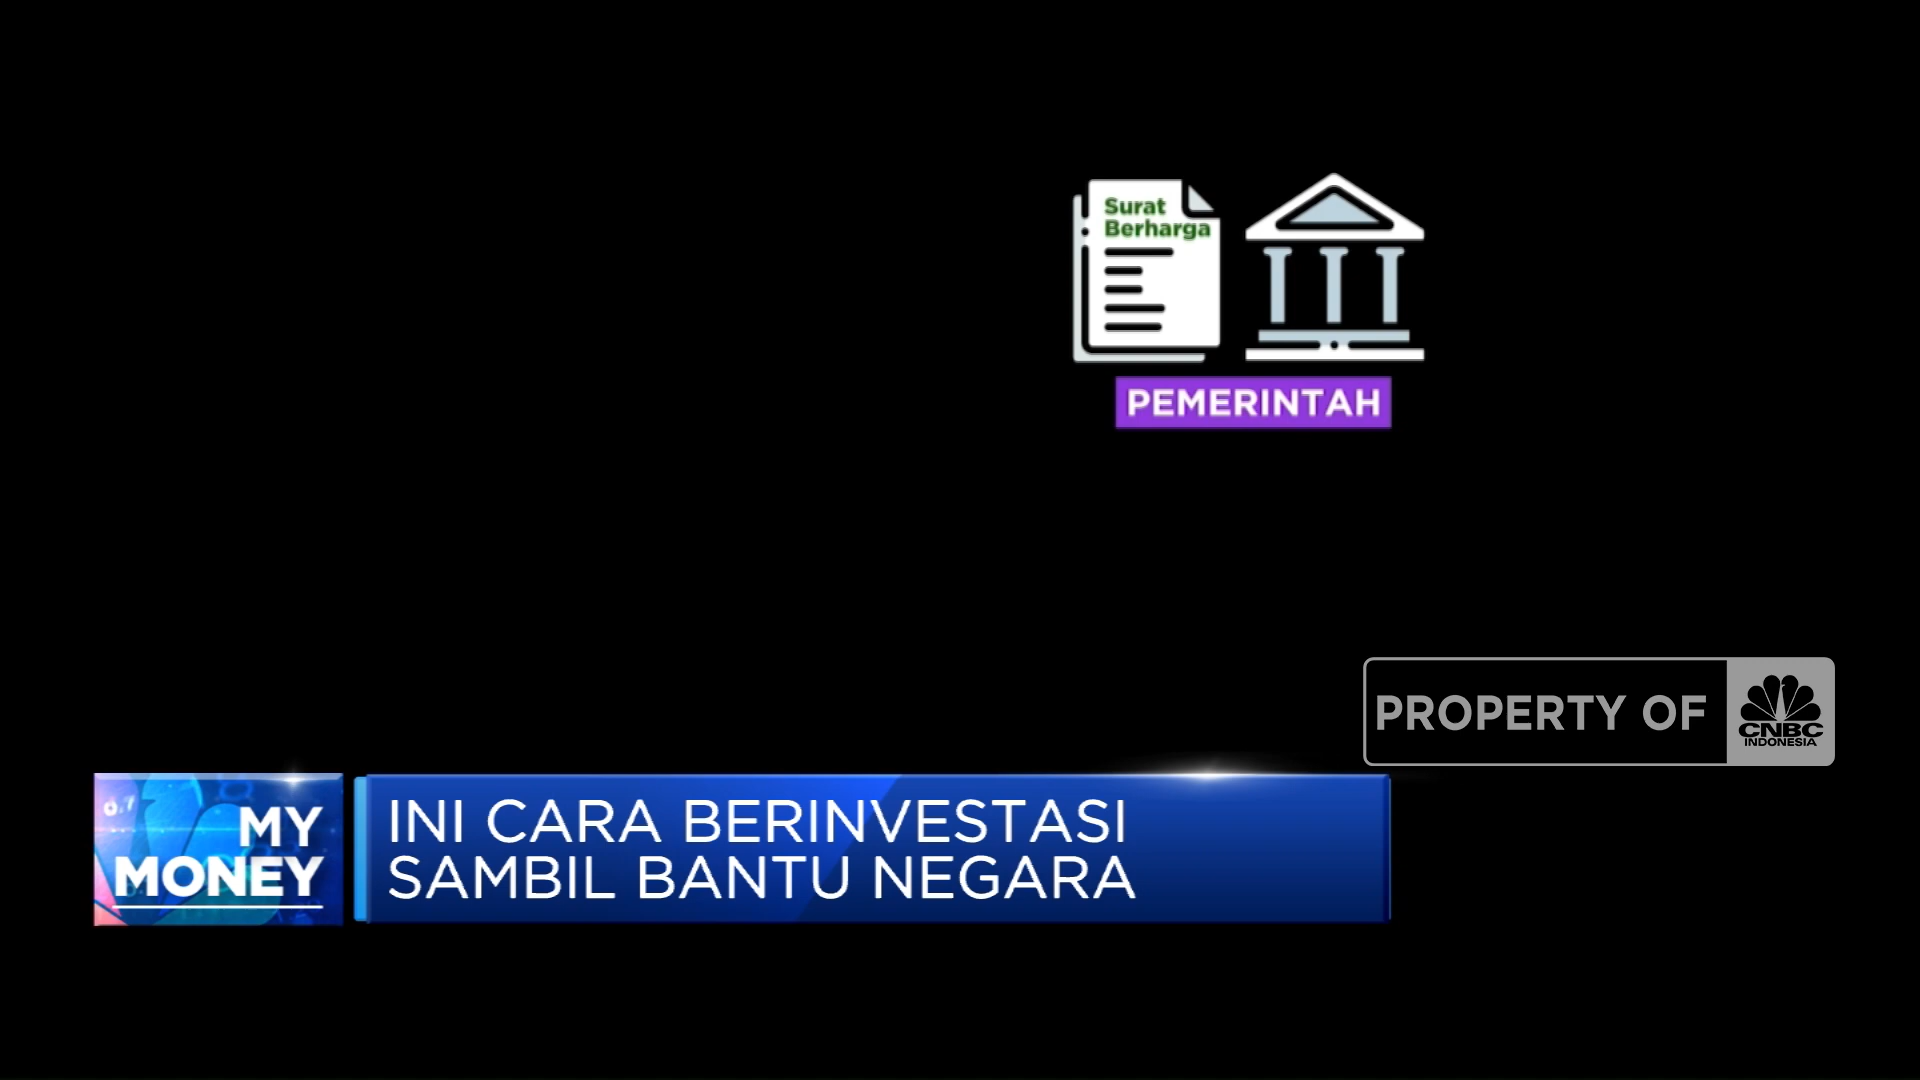 Surat
Berharga
PEMERINTAH
PROPERTY OF
CNBC
INDONESIA
MY
MONEY
INI CARA BERINVESTASI
SAMBIL BANTU NEGARA